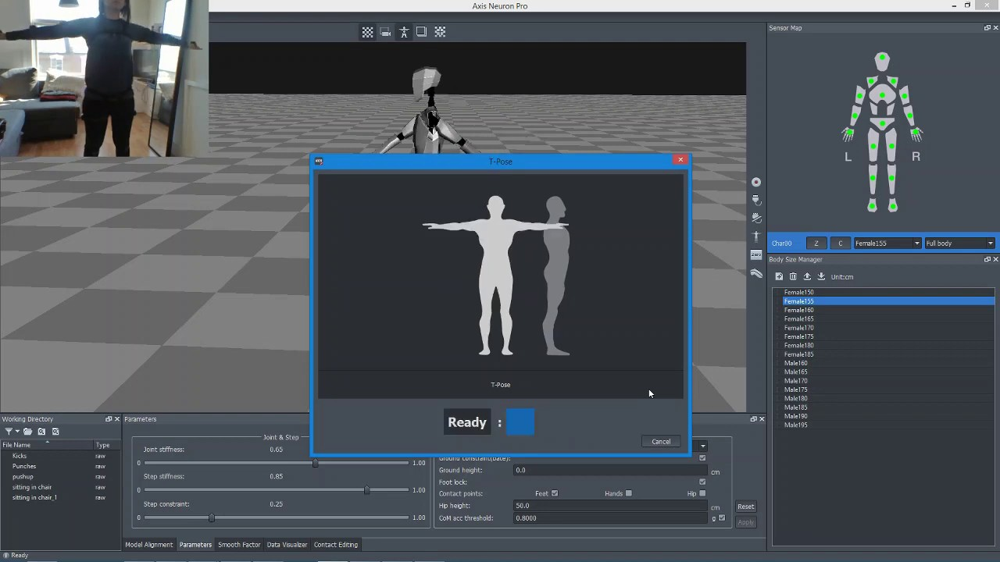 Axis Neuron Pro
Sensor Map
L
R
Char00
Z
C
Female155
Full body
Body Size Manager
Unit:cm
Female150
Female155
Female160
Female165
Female170
Female175
Female180
Female185
Male160
Male165
Male170
Male175
Male180
Male185
Male190
Male195
T-Pose
T-Pose
Ready :
Cancel
ZERO
Working Directory
File Name Type
Kicks raw
Punches raw
pushup raw
sitting in chair raw
sitting in chair_1 raw
Parameters
Joint & Step
Joint stiffness: 0.65
0 1.00
Step stiffness: 0.85
0 1.00
Step constraint: 0.25
0 1.00
Ground constraint(bate):
Ground height: 0.0 cm
Foot lock:
Contact points: Feet Hands Hip
Hip height: 50.0 cm
CoM acc threshold: 0.8000 g
Reset
Apply
Model Alignment Parameters Smooth Factor Data Visualizer Contact Editing
Ready